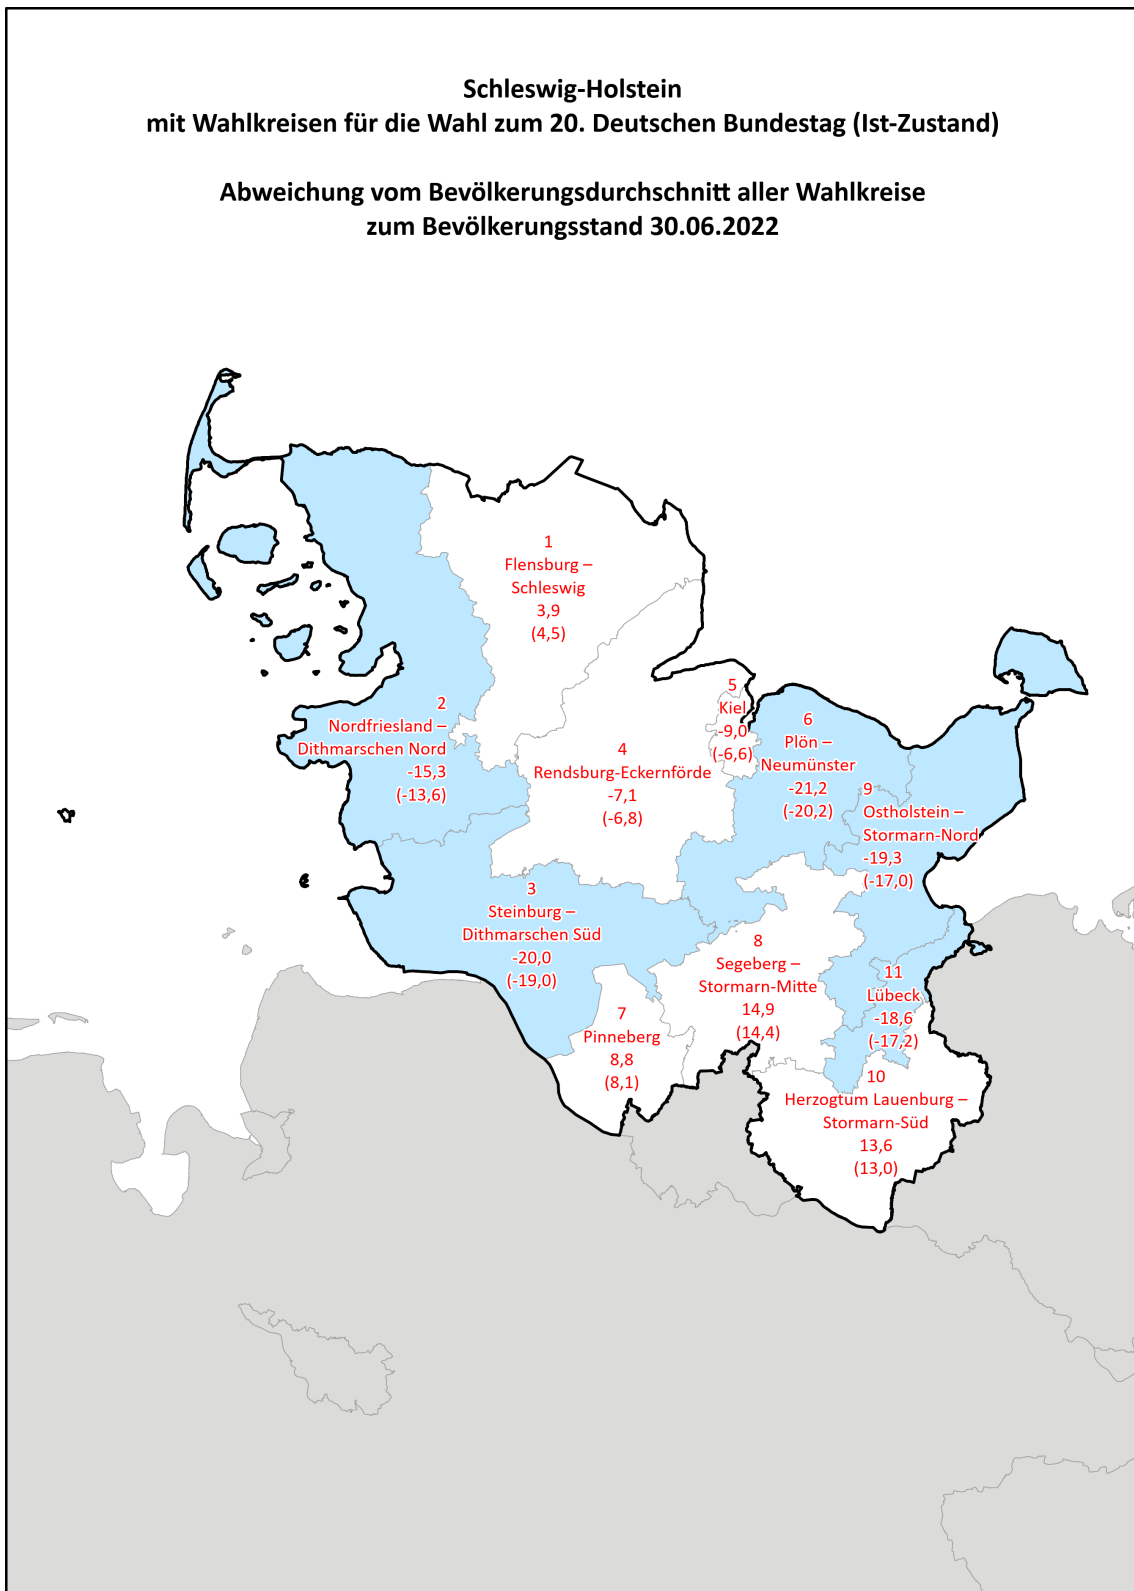 Schleswig-Holstein
mit Wahlkreisen für die Wahl zum 20. Deutschen Bundestag (Ist-Zustand)
Abweichung vom Bevölkerungsdurchschnitt aller Wahlkreise
zum Bevölkerungsstand 30.06.2022
1
Flensburg –
Schleswig
3,9
(4,5)
2
Nordfriesland –
Dithmarschen Nord
-15,3
(-13,6)
3
Steinburg –
Dithmarschen Süd
-20,0
(-19,0)
4
Rendsburg-Eckernförde
-7,1
(-6,8)
5
Kiel
-9,0
(-6,6)
6
Plön –
Neumünster
-21,2
(-20,2)
7
Pinneberg
8,8
(8,1)
8
Segeberg –
Stormarn-Mitte
14,9
(14,4)
9
Ostholstein –
Stormarn-Nord
-19,3
(-17,0)
10
Herzogtum Lauenburg –
Stormarn-Süd
13,6
(13,0)
11
Lübeck
-18,6
(-17,2)